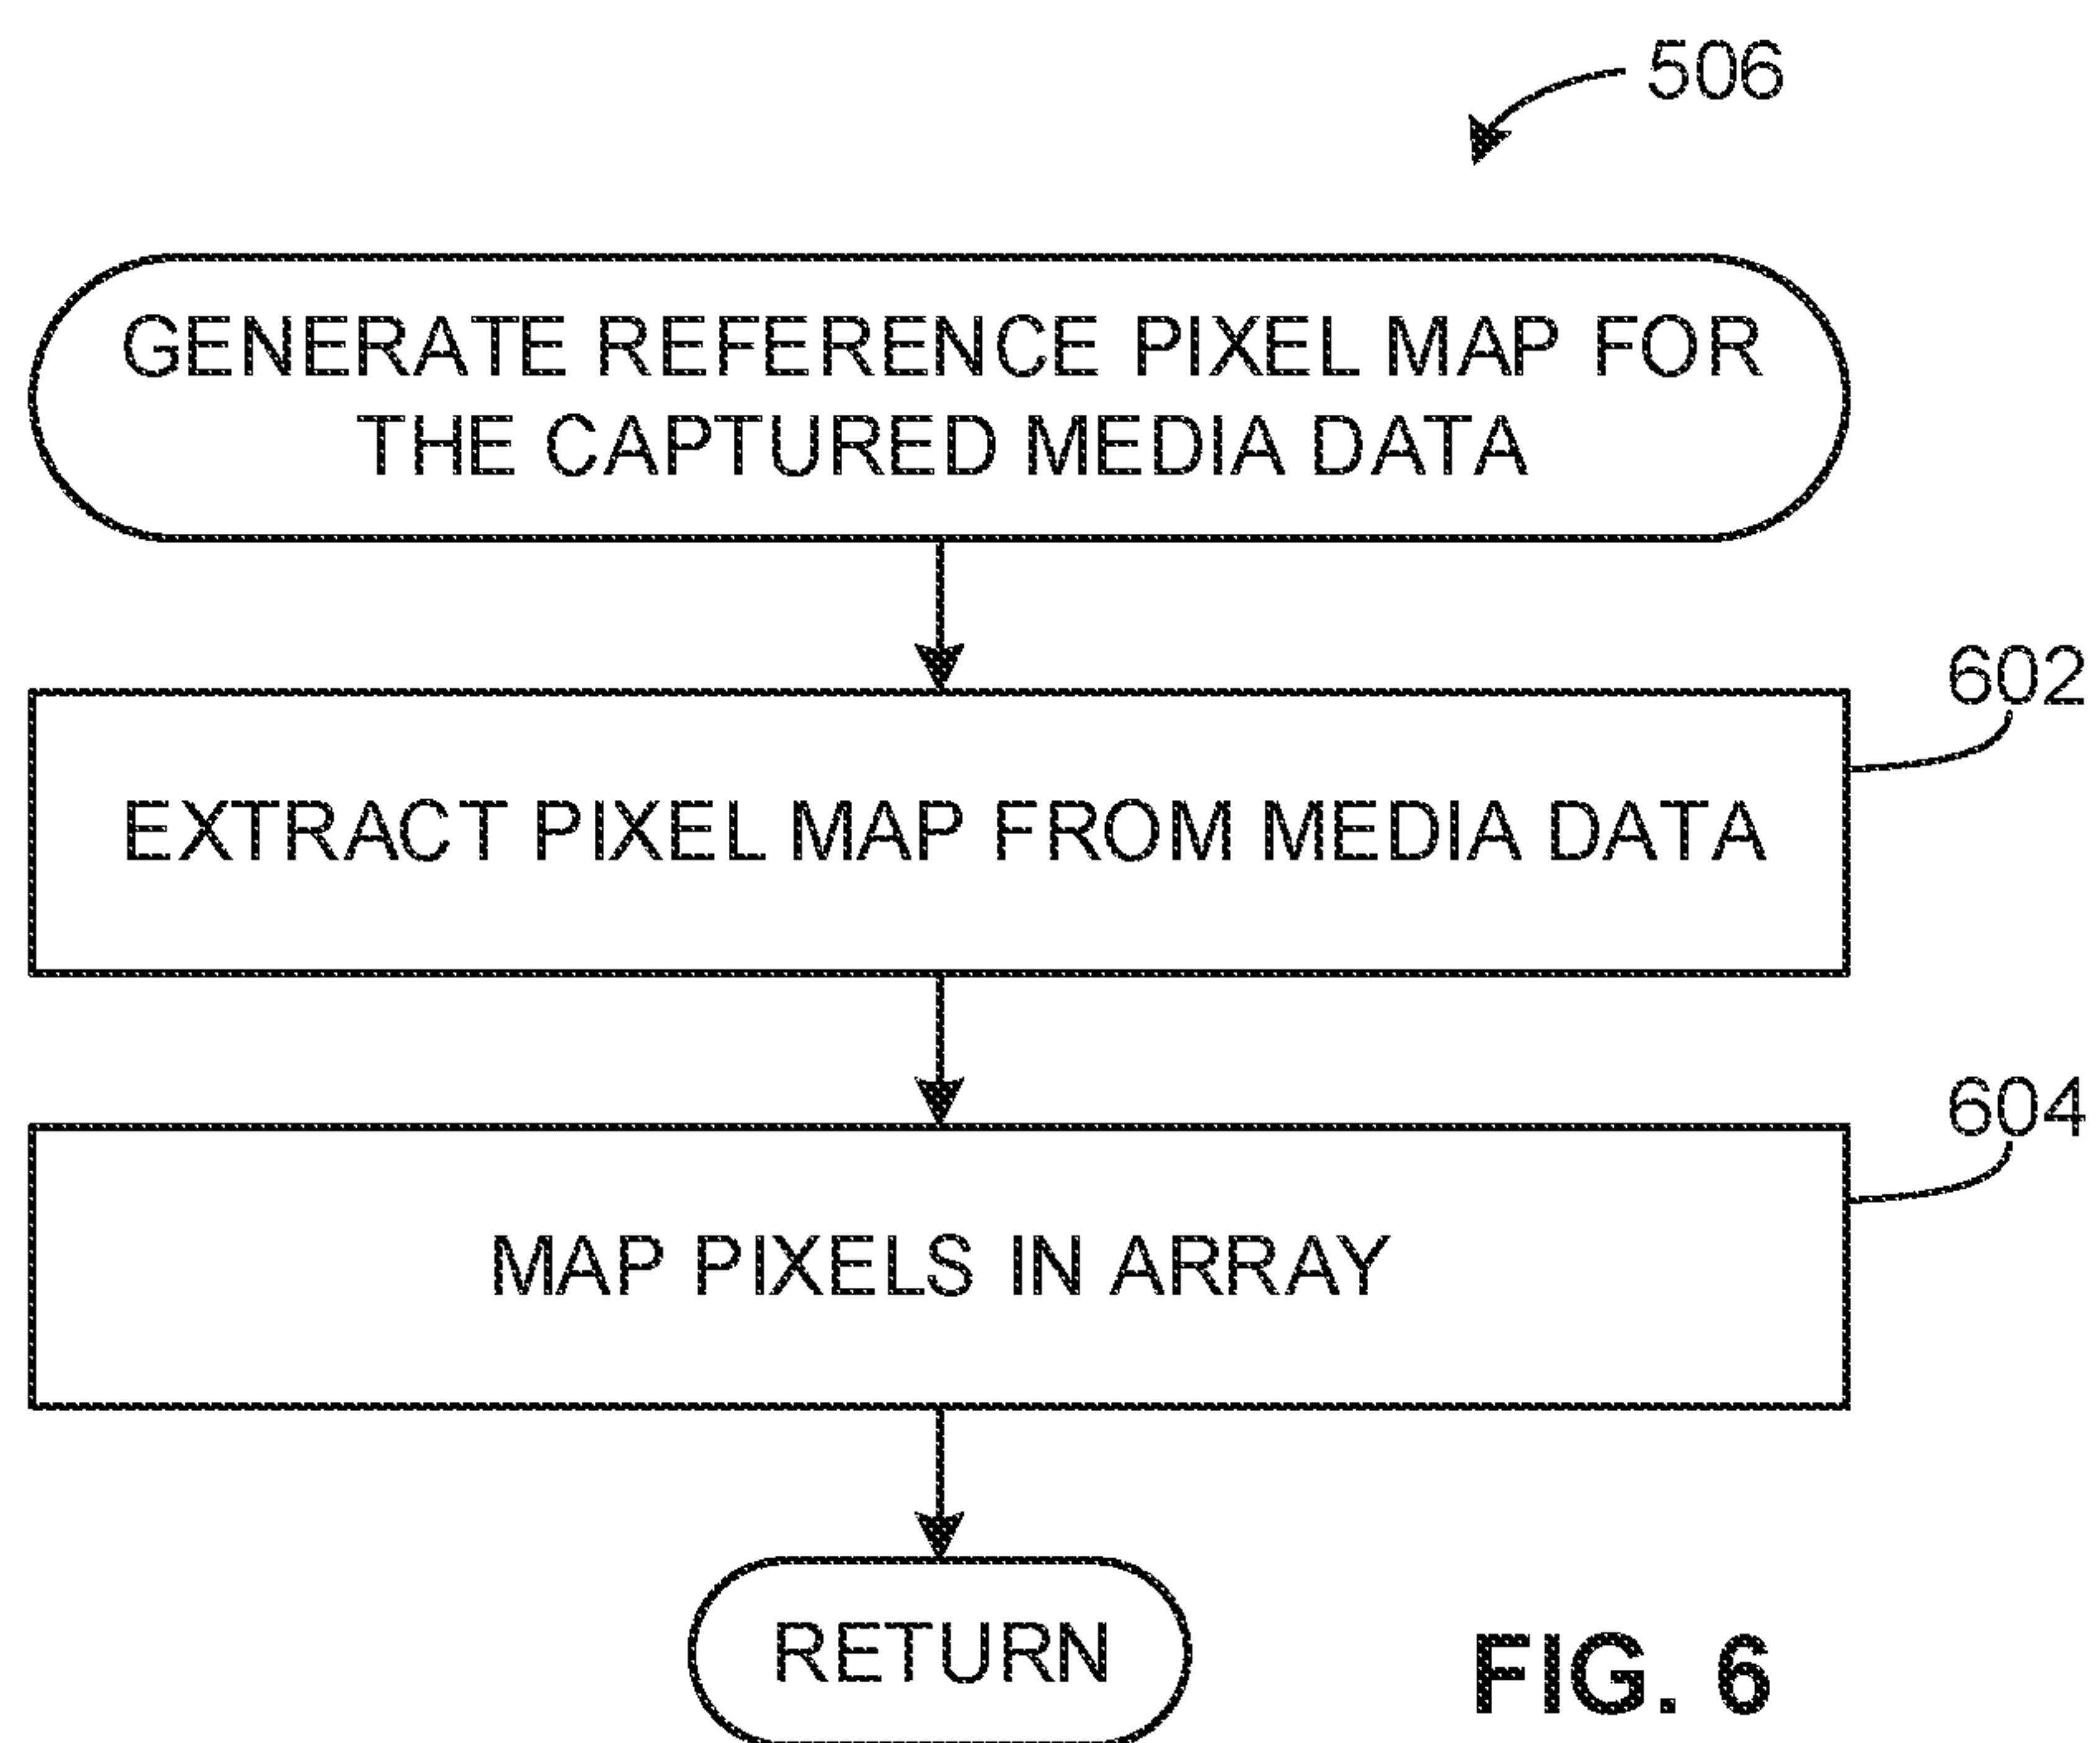 506
GENERATE REFERENCE PIXEL MAP FOR
THE CAPTURED MEDIA DATA
602
EXTRACT PIXEL MAP FROM MEDIA DATA
604
MAP PIXELS IN ARRAY
RETURN
FIG. 6